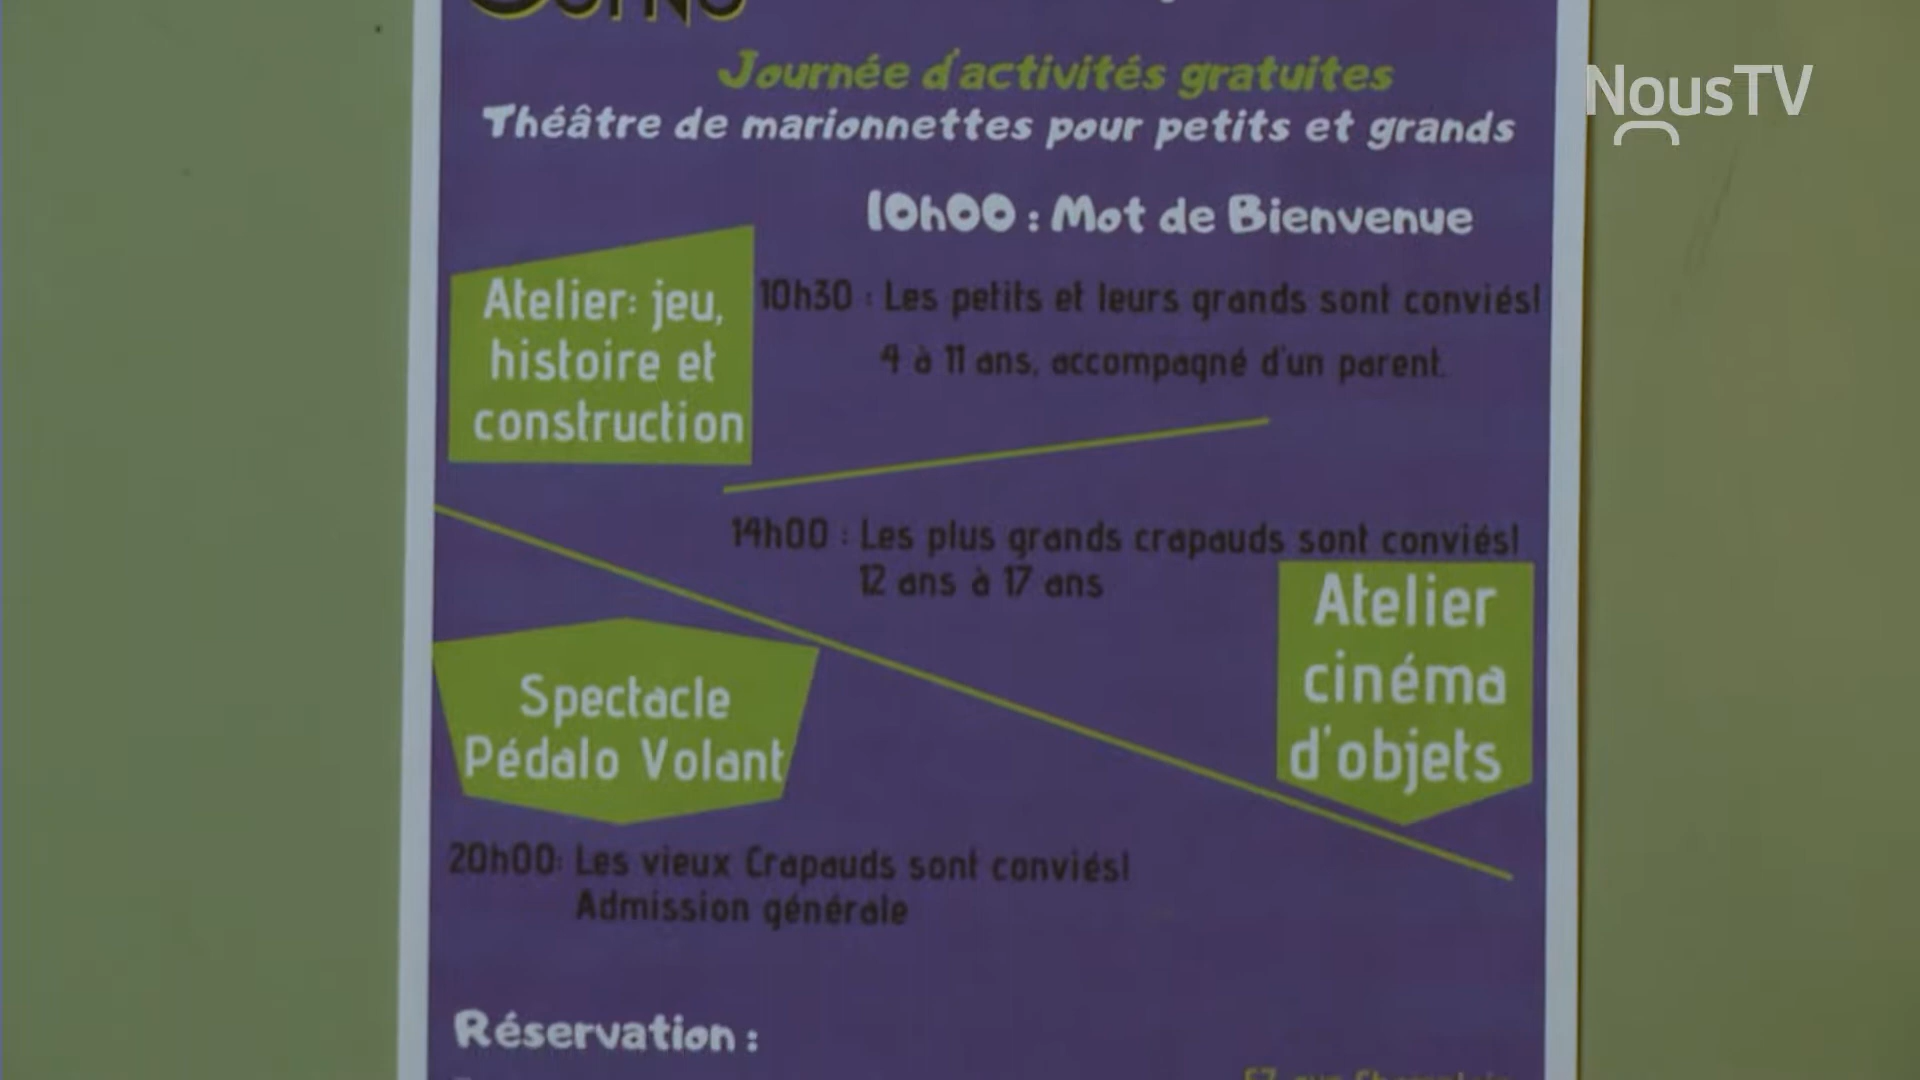 Journée d'activités gratuites
NousTV
Théâtre de marionnettes pour petits et grands
10h00 : Mot de Bienvenue
Atelier: jeu,
histoire et
construction
10h30 : Les petits et leurs grands sont conviés!
4 à 11 ans, accompagné d'un parent.
14h00 : Les plus grands crapauds sont conviés!
12 ans à 17 ans
Atelier
cinéma
d'objets
Spectacle
Pédalo Volant
20h00: Les vieux Crapauds sont conviés!
Admission générale
Réservation :